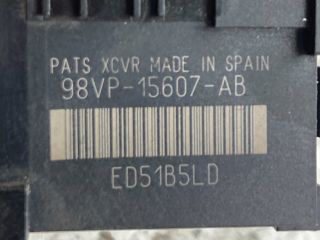 PATS XCVR MADE IN SPAIN
98VP-15607-AB
ED51B5LD